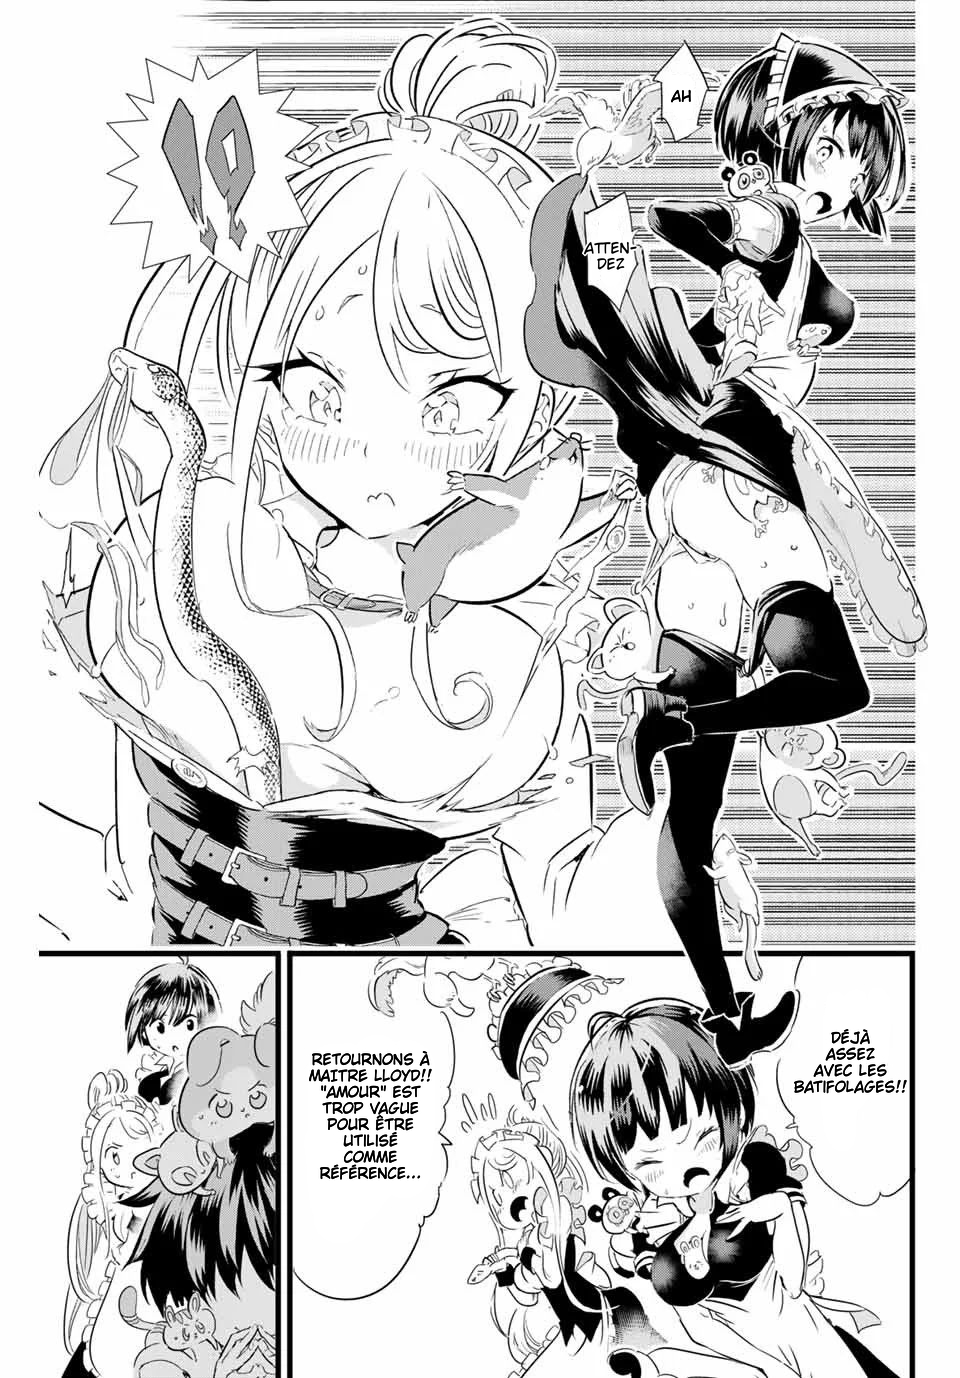 AH
ATTEN-
DEZ
!!
DÉJÀ
ASSEZ
AVEC LES
BATIFOLAGES!!
RETOURNONS À
MAITRE LLOYD!!
"AMOUR" EST
TROP VAGUE
POUR ÊTRE
UTILISÉ
COMME
RÉFÉRENCE...